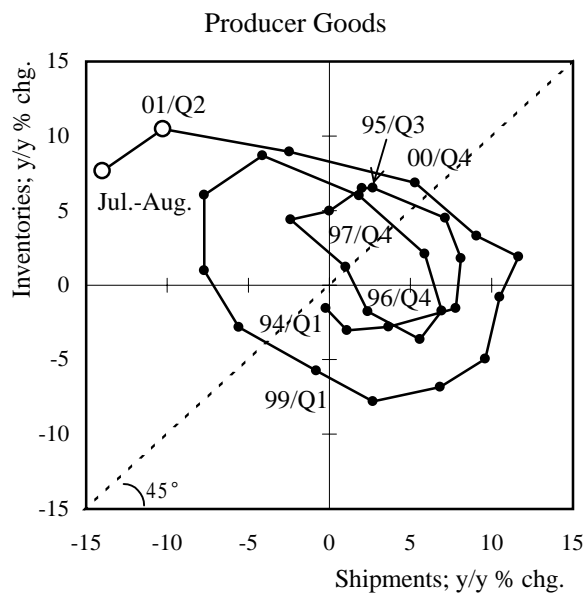 Producer Goods
Inventories; y/y % chg.
15
10
5
0
-5
-10
-15
01/Q2
95/Q3
00/Q4
Jul.-Aug.
97/Q4
96/Q4
94/Q1
99/Q1
45°
-15 -10 -5 0 5 10 15
Shipments; y/y % chg.